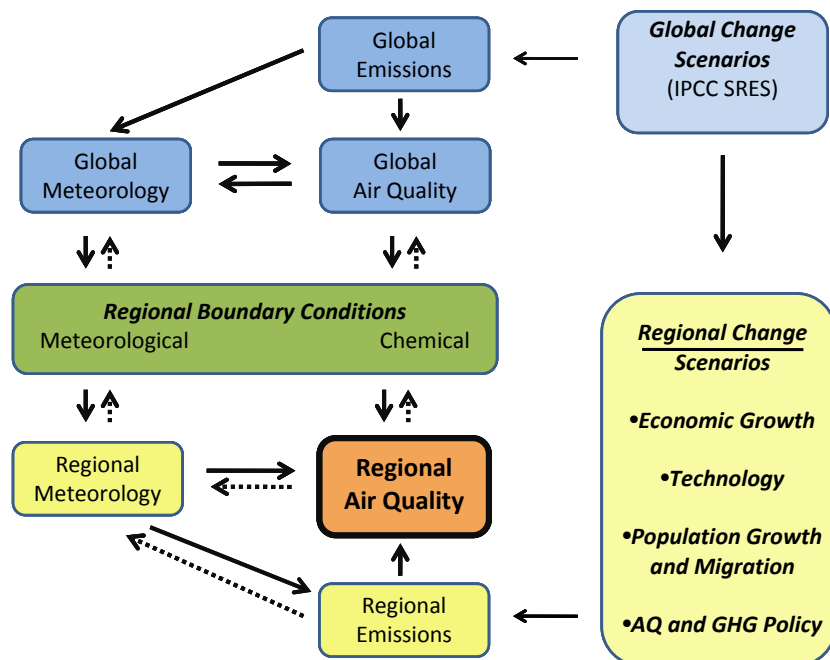 Global
Emissions
Global Change
Scenarios
(IPCC SRES)
Global
Meteorology
Global
Air Quality
Regional Boundary Conditions
Meteorological
Chemical
Regional Change
Scenarios
•Economic Growth
•Technology
•Population Growth
and Migration
•AQ and GHG Policy
Regional
Meteorology
Regional
Air Quality
Regional
Emissions